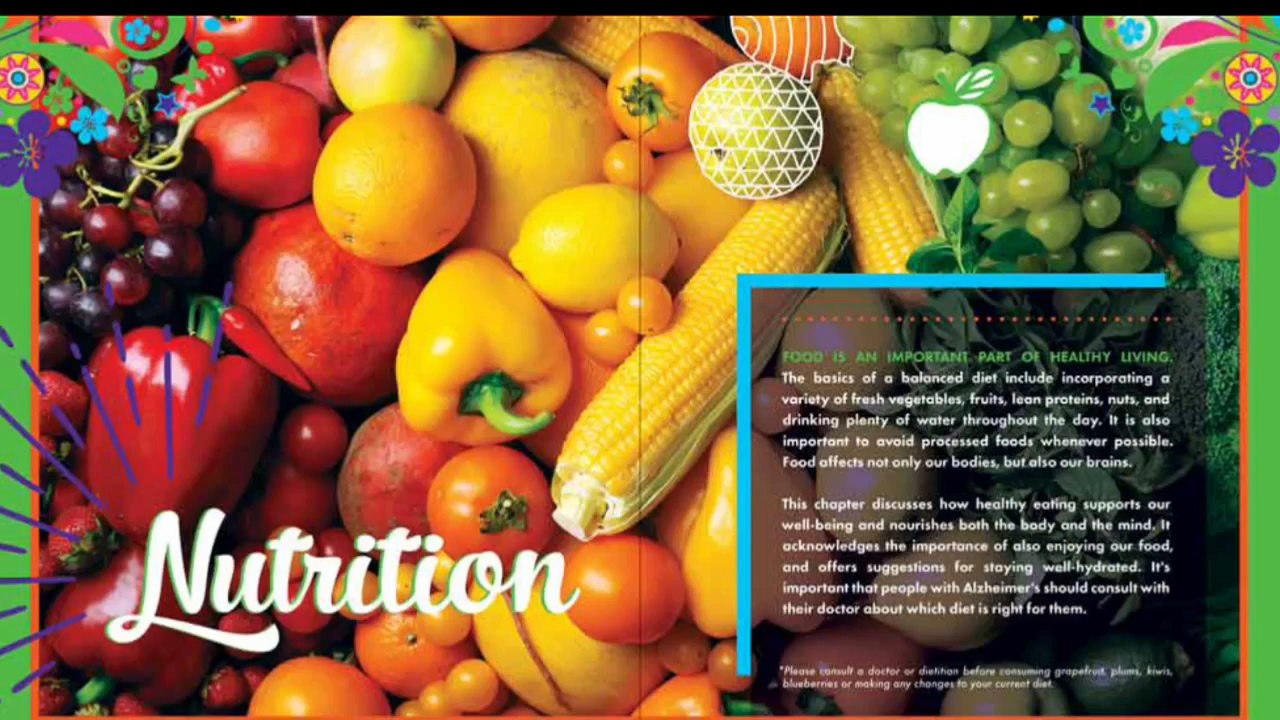 Nutrition
FOOD IS AN IMPORTANT PART OF HEALTHY LIVING.
The basics of a balanced diet include incorporating a
variety of fresh vegetables, fruits, lean proteins, nuts, and
drinking plenty of water throughout the day. It is also
important to avoid processed foods whenever possible.
Food affects not only our bodies, but also our brains.
This chapter discusses how healthy eating supports our
well-being and nourishes both the body and the mind. It
acknowledges the importance of also enjoying our food,
and offers suggestions for staying well-hydrated. It's
important that people with Alzheimer's should consult with
their doctor about which diet is right for them.
*Please consult a doctor or dietitian before consuming grapefruit, plums, kiwis,
blueberries or making any changes to your current diet.